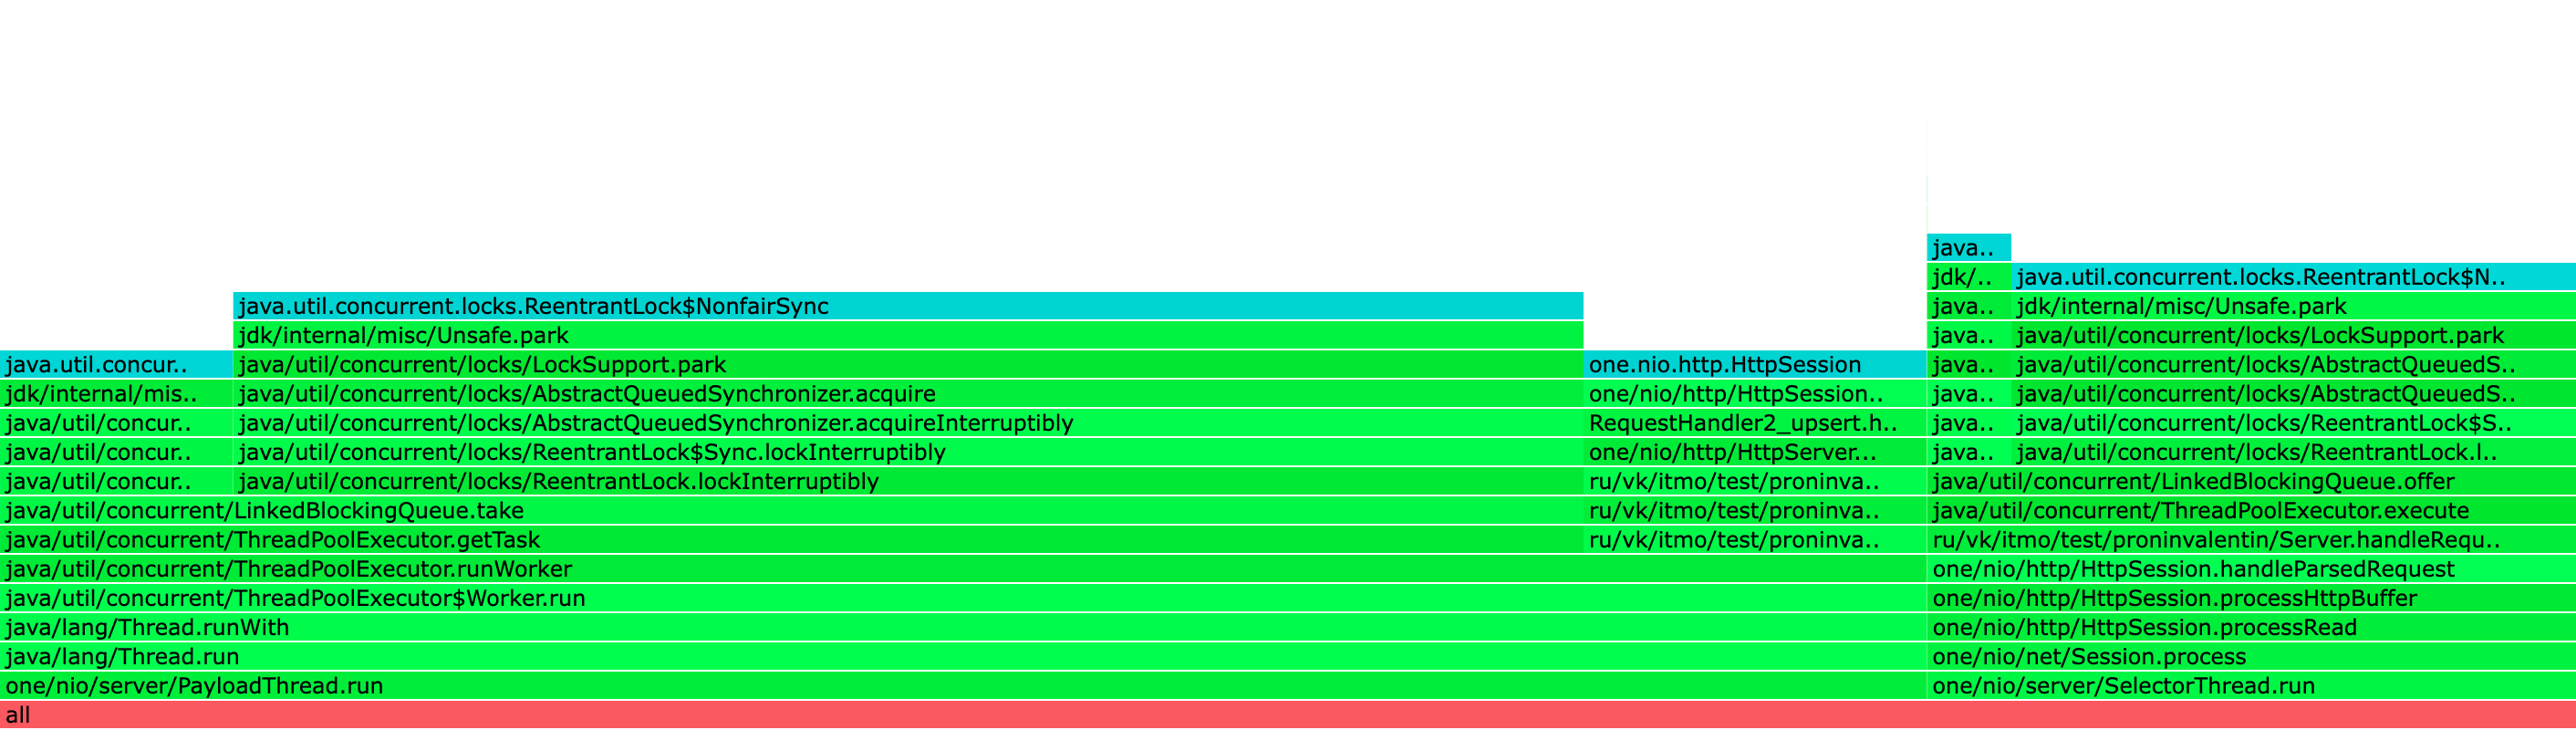 java..
jdk/.. java.util.concurrent.locks.ReentrantLock$N..
java.util.concurrent.locks.ReentrantLock$NonfairSync java.. jdk/internal/misc/Unsafe.park
jdk/internal/misc/Unsafe.park java.. java/util/concurrent/locks/LockSupport.park
java.util.concur.. java/util/concurrent/locks/LockSupport.park one.nio.http.HttpSession java.. java/util/concurrent/locks/AbstractQueuedS..
jdk/internal/mis.. java/util/concurrent/locks/AbstractQueuedSynchronizer.acquire one/nio/http/HttpSession.. java.. java/util/concurrent/locks/AbstractQueuedS..
java/util/concur.. java/util/concurrent/locks/AbstractQueuedSynchronizer.acquireInterruptibly RequestHandler2_upsert.h.. java.. java/util/concurrent/locks/ReentrantLock$S..
java/util/concur.. java/util/concurrent/locks/ReentrantLock$Sync.lockInterruptibly one/nio/http/HttpServer... java.. java/util/concurrent/locks/ReentrantLock.l..
java/util/concur.. java/util/concurrent/locks/ReentrantLock.lockInterruptibly ru/vk/itmo/test/proninva.. java/util/concurrent/LinkedBlockingQueue.offer
java/util/concurrent/LinkedBlockingQueue.take ru/vk/itmo/test/proninva.. java/util/concurrent/ThreadPoolExecutor.execute
java/util/concurrent/ThreadPoolExecutor.getTask ru/vk/itmo/test/proninva.. ru/vk/itmo/test/proninvalentin/Server.handleRequ..
java/util/concurrent/ThreadPoolExecutor.runWorker one/nio/http/HttpSession.handleParsedRequest
java/util/concurrent/ThreadPoolExecutor$Worker.run one/nio/http/HttpSession.processHttpBuffer
java/lang/Thread.runWith one/nio/http/HttpSession.processRead
java/lang/Thread.run one/nio/net/Session.process
one/nio/server/PayloadThread.run one/nio/server/SelectorThread.run
all